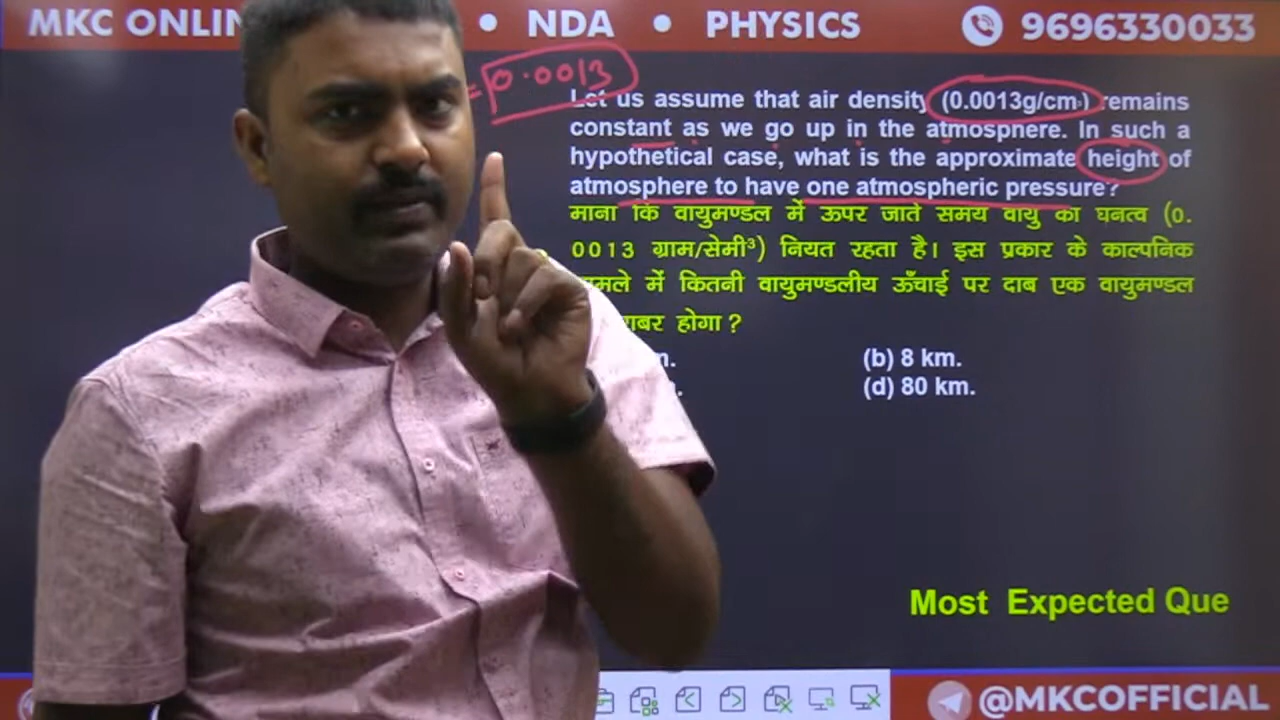 MKC ONLIN • NDA • PHYSICS 9696330033
= 0.0013
Let us assume that air density (0.0013g/cm³) remains
constant as we go up in the atmosphere. In such a
hypothetical case, what is the approximate height of
atmosphere to have one atmospheric pressure?
माना कि वायुमण्डल में ऊपर जाते समय वायु का घनत्व (0.
0013 ग्राम/सेमी³) नियत रहता है। इस प्रकार के काल्पनिक
मले में कितनी वायुमण्डलीय ऊँचाई पर दाब एक वायुमण्डल
होगा ?
(b) 8 km.
(d) 80 km.
Most Expected Que
@MKCOFFICIAL